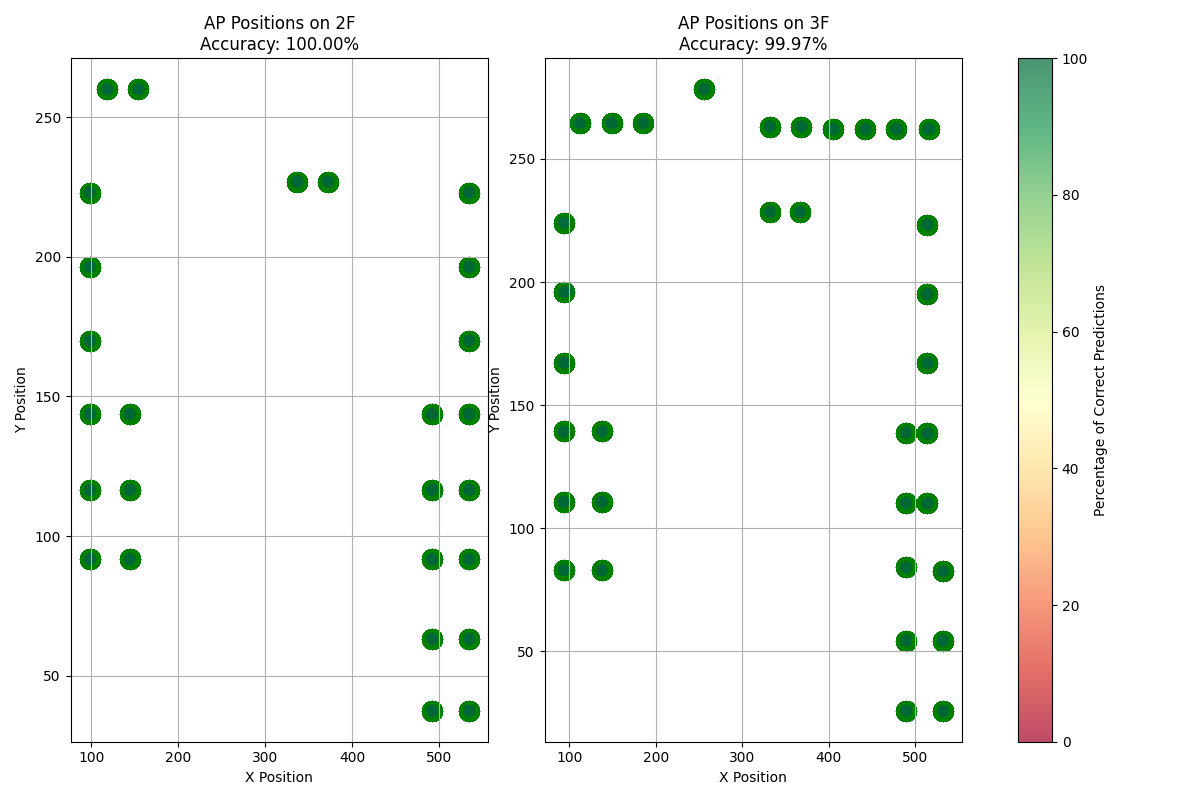 AP Positions on 2F
Accuracy: 100.00%
250
200
150
100
50
Y Position
100 200 300 400 500
X Position
AP Positions on 3F
Accuracy: 99.97%
250
200
150
100
50
Y Position
100 200 300 400 500
X Position
100
80
60
40
20
0
Percentage of Correct Predictions